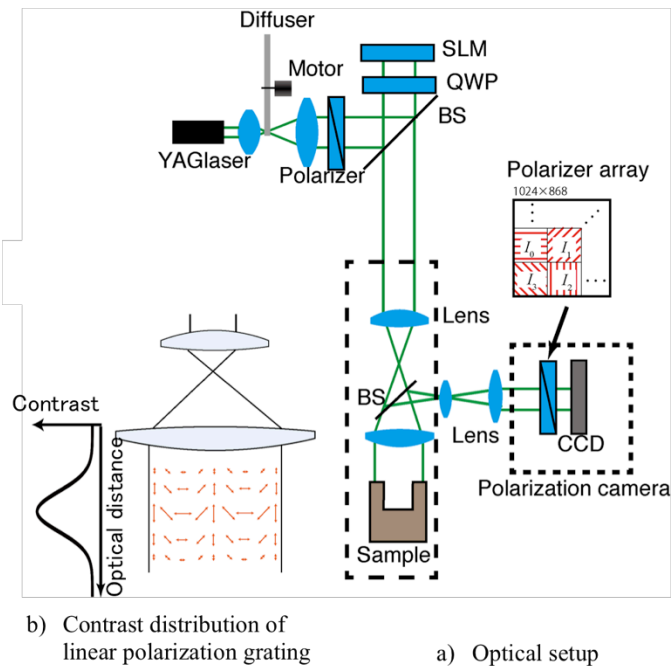 Diffuser
SLM
Motor
QWP
BS
YAGlaser
Polarizer
Polarizer array
1024×868
I₀
I₁
I₃
I₂
Lens
BS
Lens
CCD
Polarization camera
Sample
Contrast
Optical distance
b) Contrast distribution of
linear polarization grating
a) Optical setup